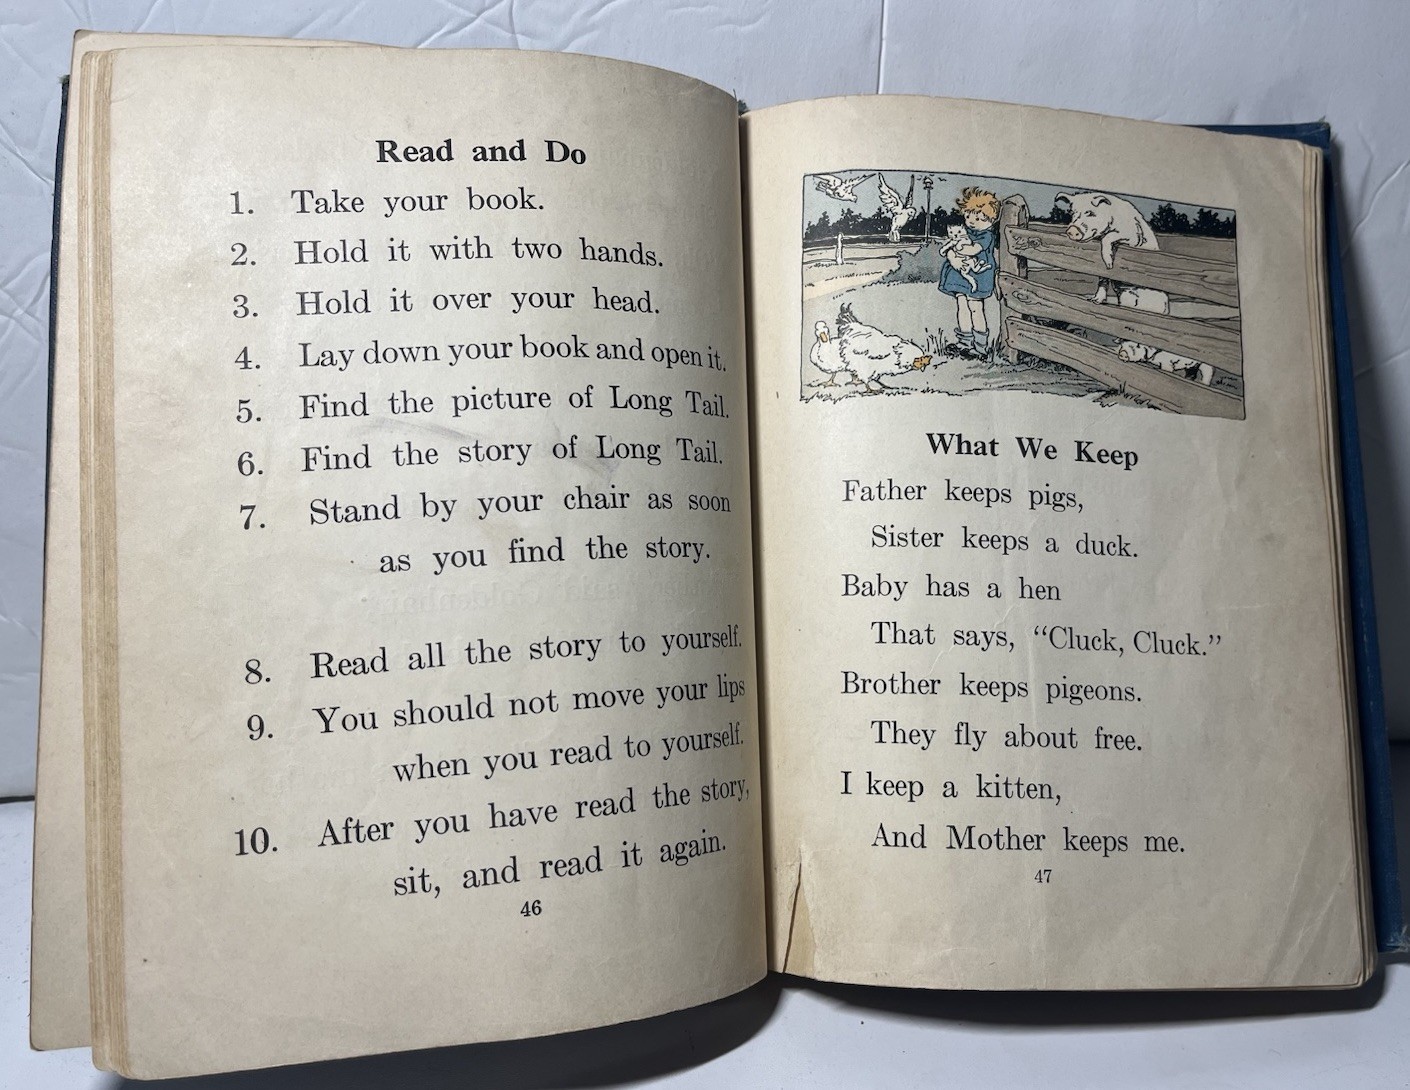 Read and Do
1. Take your book.
2. Hold it with two hands.
3. Hold it over your head.
4. Lay down your book and open it.
5. Find the picture of Long Tail.
6. Find the story of Long Tail.
7. Stand by your chair as soon
as you find the story.
8. Read all the story to yourself.
9. You should not move your lips
when you read to yourself.
10. After you have read the story,
sit, and read it again.
46
What We Keep
Father keeps pigs,
Sister keeps a duck.
Baby has a hen
That says, “Cluck, Cluck.”
Brother keeps pigeons.
They fly about free.
I keep a kitten,
And Mother keeps me.
47